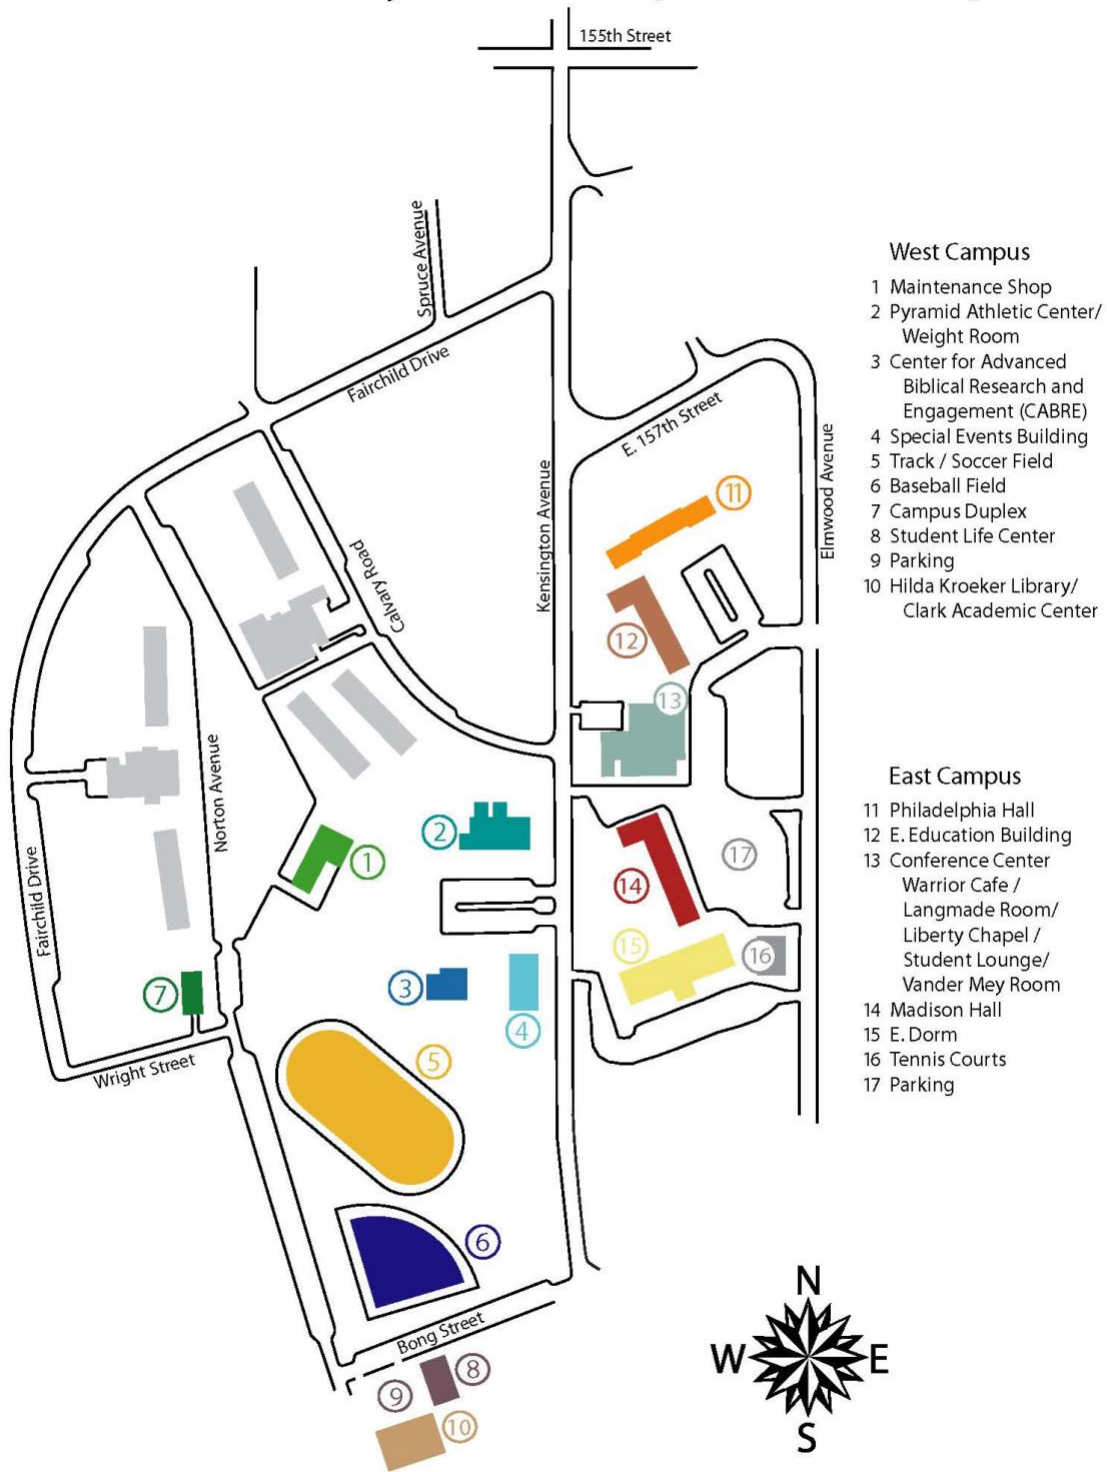 155th Street
Spruce Avenue
Fairchild Drive
E. 157th Street
Kensington Avenue
Elmwood Avenue
Calvary Road
Norton Avenue
Fairchild Drive
Wright Street
Bong Street
11
12
13
2
1
14
17
15
16
3
7
4
5
6
8
9
10
West Campus
1 Maintenance Shop
2 Pyramid Athletic Center/
Weight Room
3 Center for Advanced
Biblical Research and
Engagement (CABRE)
4 Special Events Building
5 Track / Soccer Field
6 Baseball Field
7 Campus Duplex
8 Student Life Center
9 Parking
10 Hilda Kroeker Library/
Clark Academic Center
East Campus
11 Philadelphia Hall
12 E. Education Building
13 Conference Center
Warrior Cafe /
Langmade Room/
Liberty Chapel /
Student Lounge/
Vander Mey Room
14 Madison Hall
15 E. Dorm
16 Tennis Courts
17 Parking
N
W E
S